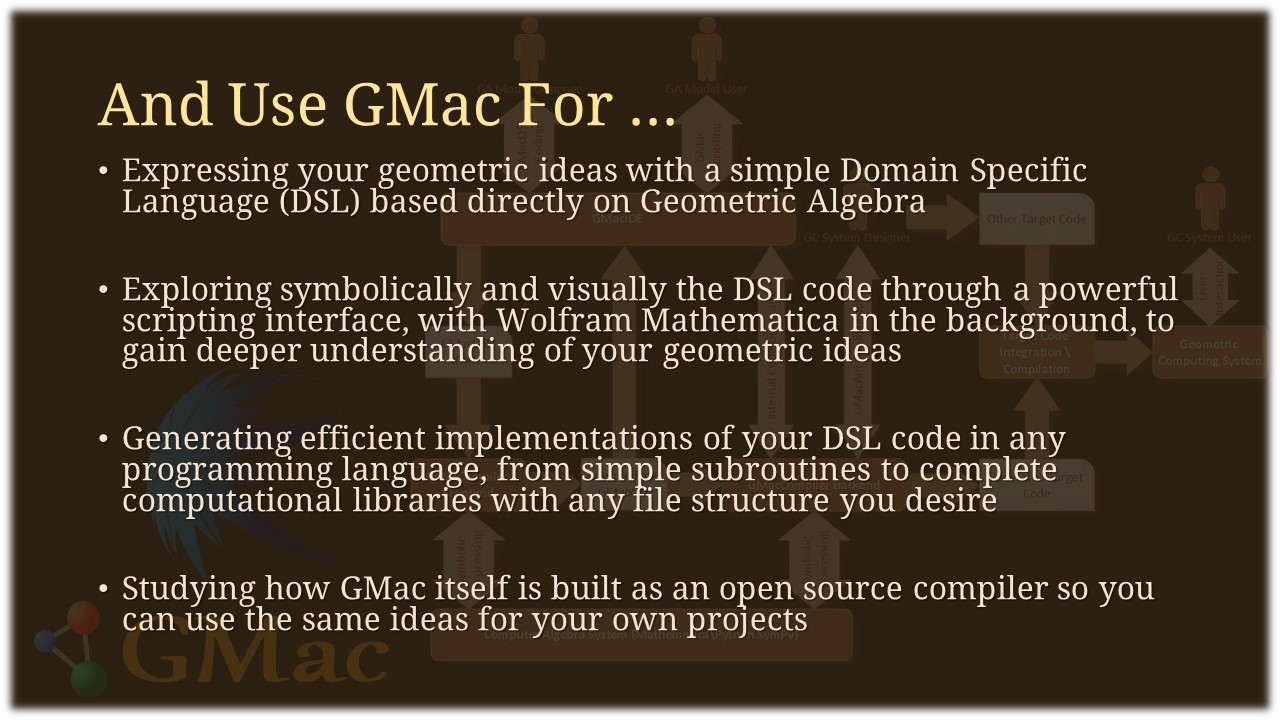 And Use GMac For ...
• Expressing your geometric ideas with a simple Domain Specific
Language (DSL) based directly on Geometric Algebra
• Exploring symbolically and visually the DSL code through a powerful
scripting interface, with Wolfram Mathematica in the background, to
gain deeper understanding of your geometric ideas
• Generating efficient implementations of your DSL code in any
programming language, from simple subroutines to complete
computational libraries with any file structure you desire
• Studying how GMac itself is built as an open source compiler so you
can use the same ideas for your own projects
GA Model User
GMacIDE
Other Target Code
GC System Designer
GC System User
User
Interaction
Code
Integration \
Compilation
Geometric
Computing System
GMacCompiler Backend
Target
Code
Computer Algebra System (Mathematica\Python SymPy)
GMac